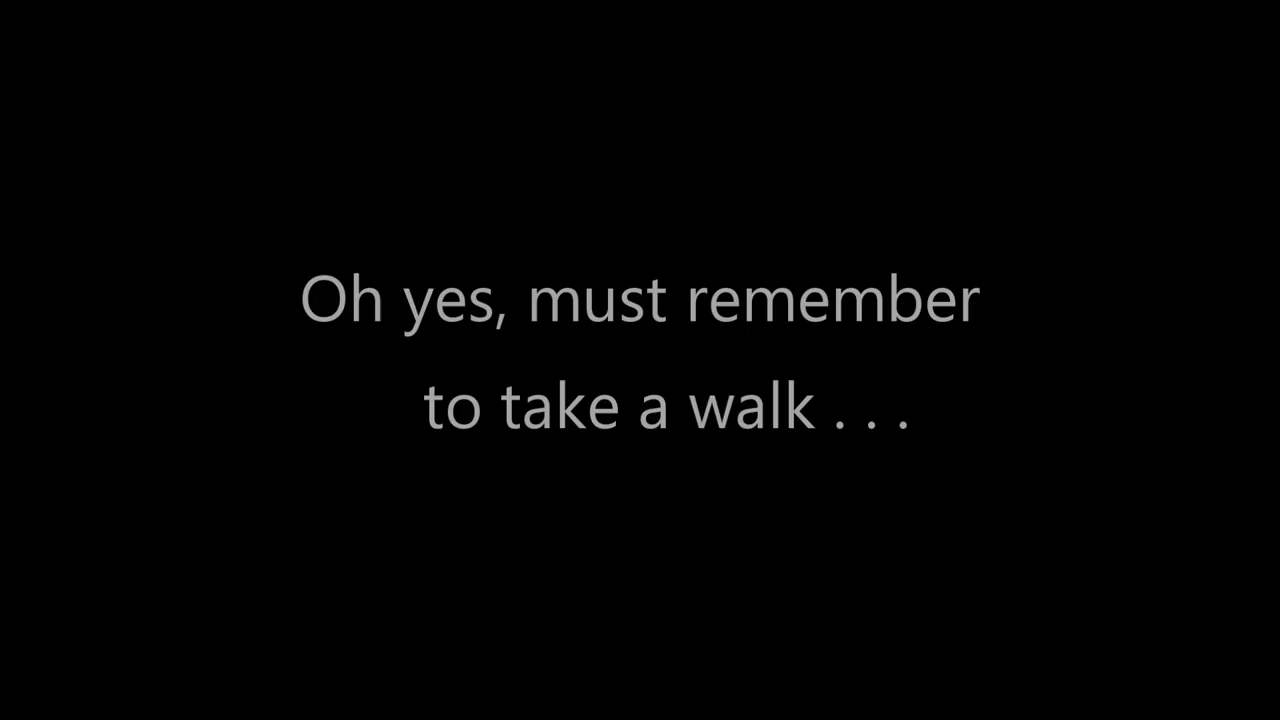 Oh yes, must remember
to take a walk . . .